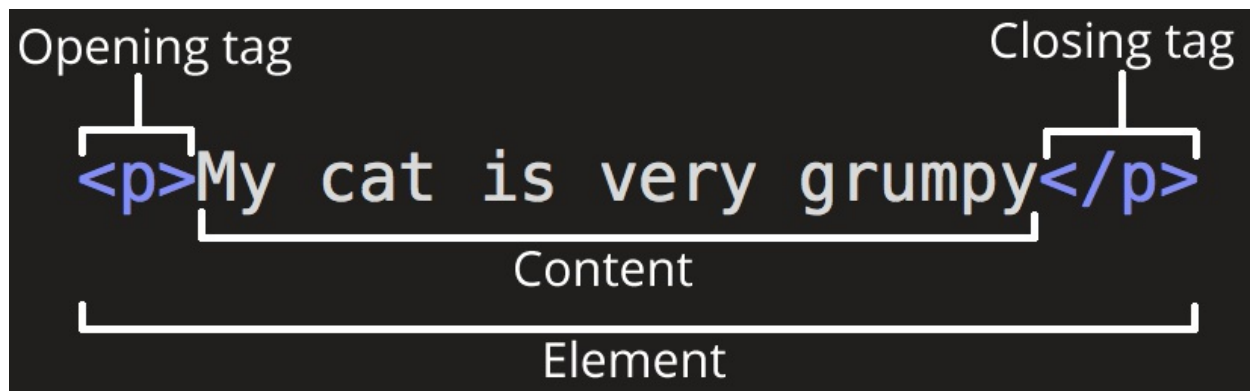 Opening tag
Closing tag
<p>My cat is very grumpy</p>
Content
Element